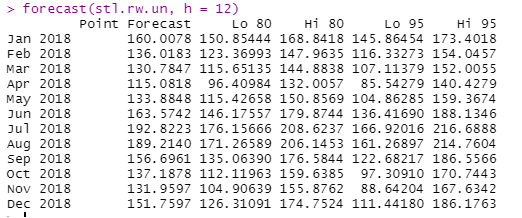 > forecast(stl.rw.un, h = 12)
Point Forecast Lo 80 Hi 80 Lo 95 Hi 95
Jan 2018 160.0078 150.85444 168.8418 145.86454 173.4018
Feb 2018 136.0183 123.36993 147.9635 116.33273 154.0457
Mar 2018 130.7847 115.65135 144.8838 107.11379 152.0055
Apr 2018 115.0818 96.40984 132.0057 85.54279 140.4279
May 2018 133.8848 115.42658 150.8569 104.86285 159.3674
Jun 2018 163.5742 146.17557 179.8744 136.41690 188.1346
Jul 2018 192.8223 176.15666 208.6237 166.92016 216.6888
Aug 2018 189.2140 171.26589 206.1453 161.26897 214.7604
Sep 2018 156.6961 135.06390 176.5844 122.68217 186.5566
Oct 2018 137.1878 112.11963 159.6385 97.30910 170.7443
Nov 2018 131.9597 104.90639 155.8762 88.64204 167.6342
Dec 2018 151.7597 126.31091 174.7524 111.44180 186.1763